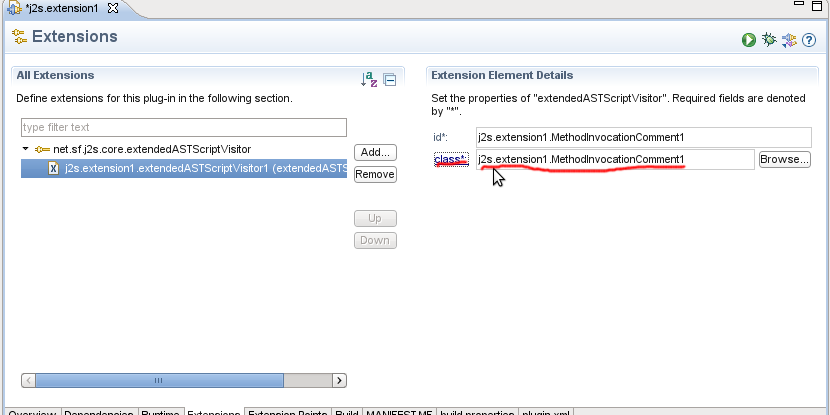 *j2s.extension1
Extensions
All Extensions
Define extensions for this plug-in in the following section.
type filter text
net.sf.j2s.core.extendedASTScriptVisitor
j2s.extension1.extendedASTScriptVisitor1 (extendedASTS
Add...
Remove
Up
Down
Extension Element Details
Set the properties of "extendedASTScriptVisitor". Required fields are denoted
by "*".
id*: j2s.extension1.MethodInvocationComment1
class*: j2s.extension1.MethodInvocationComment1 Browse...
Overview Dependencies Runtime Extensions Extension Points Build MANIFEST.MF build.properties plugin.xml